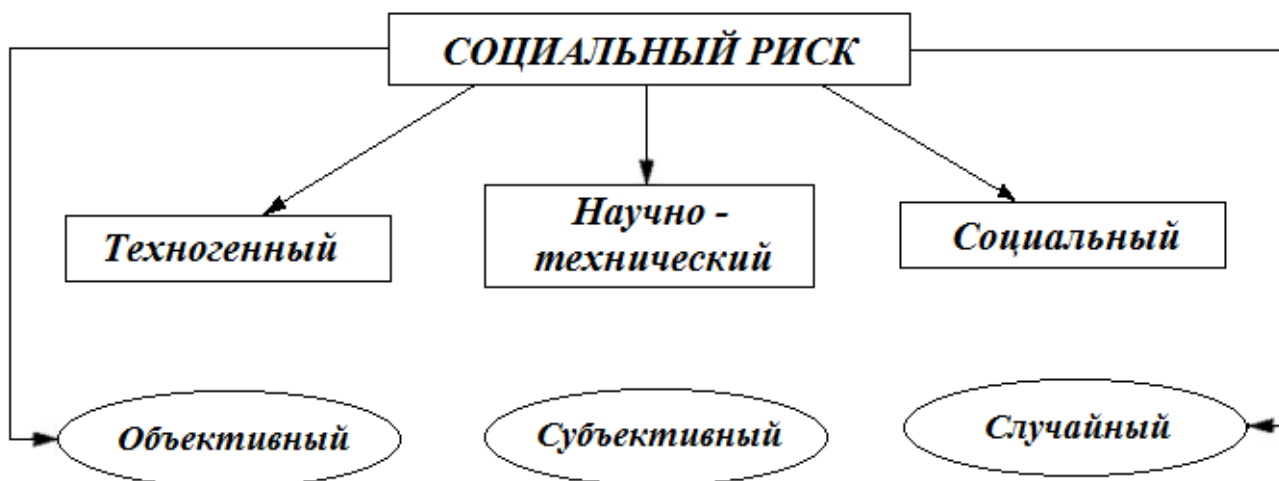 СОЦИАЛЬНЫЙ РИСК
Техногенный
Научно -
технический
Социальный
Объективный
Субъективный
Случайный